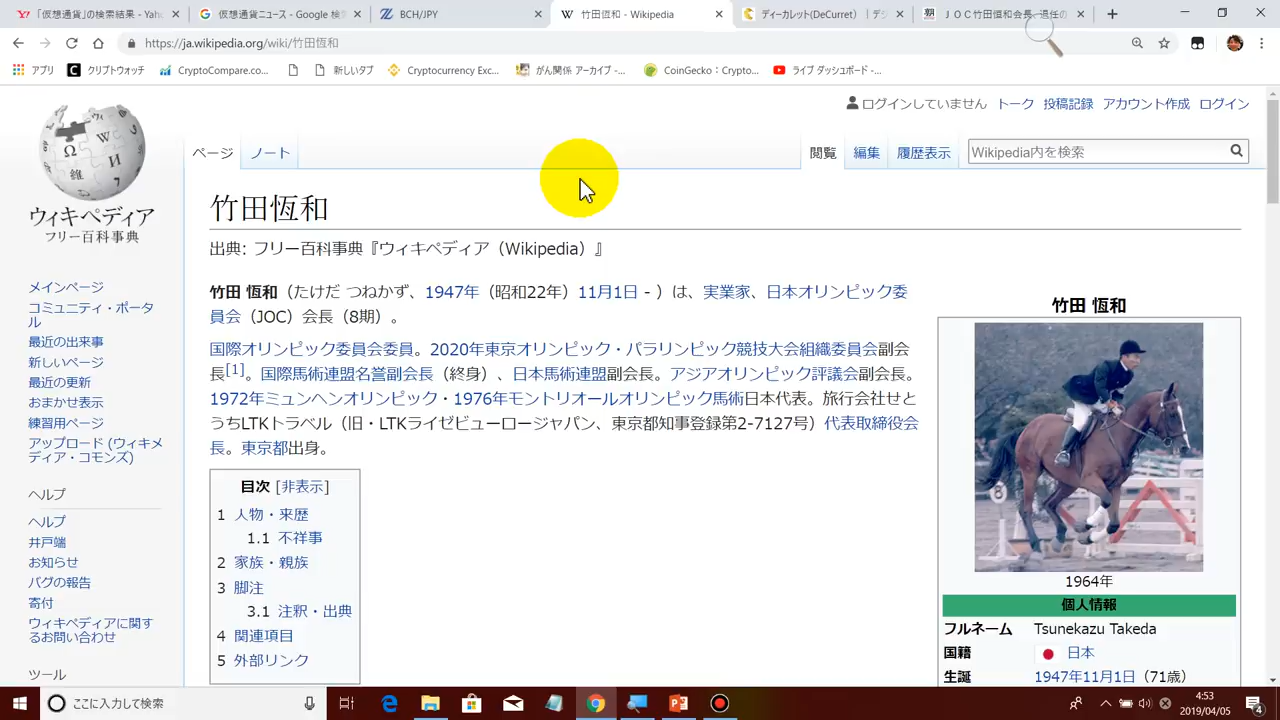 「仮想通貨」の検索結果 - Yah
仮想通貨ニュース - Google 検索
BCH/JPY
竹田恆和 - Wikipedia
ディーカレット(DeCurret) | デジ
ＪＯＣ竹田恒和会長 退任の
https://ja.wikipedia.org/wiki/竹田恆和
アプリ
クリプトウォッチ
CryptoCompare.co...
新しいタブ
Cryptocurrency Exc...
がん関係 アーカイブ -...
CoinGecko：Crypto...
ライブ ダッシュボード -...
ログインしていません トーク 投稿記録 アカウント作成 ログイン
ページ ノート 閲覧 編集 履歴表示 Wikipedia内を検索
ウィキペディア
フリー百科事典
メインページ
コミュニティ・ポータ
ル
最近の出来事
新しいページ
最近の更新
おまかせ表示
練習用ページ
アップロード (ウィキメ
ディア・コモンズ)
ヘルプ
ヘルプ
井戸端
お知らせ
バグの報告
寄付
ウィキペディアに関す
るお問い合わせ
ツール
竹田恆和
出典: フリー百科事典『ウィキペディア（Wikipedia）』
竹田 恆和（たけだ つねかず、1947年（昭和22年）11月1日 - ）は、実業家、日本オリンピック委
員会（JOC）会長（8期）。
国際オリンピック委員会委員。2020年東京オリンピック・パラリンピック競技大会組織委員会副会
長[1]。国際馬術連盟名誉副会長（終身）、日本馬術連盟副会長。アジアオリンピック評議会副会長。
1972年ミュンヘンオリンピック・1976年モントリオールオリンピック馬術日本代表。旅行会社せと
うちLTKトラベル（旧・LTKライゼビューロージャパン、東京都知事登録第2-7127号）代表取締役会
長。東京都出身。
目次 [非表示]
1 人物・来歴
1.1 不祥事
2 家族・親族
3 脚注
3.1 注釈・出典
4 関連項目
5 外部リンク
竹田 恆和
1964年
個人情報
フルネーム Tsunekazu Takeda
国籍 日本
生誕 1947年11月1日（71歳）
ここに入力して検索
4:53
2019/04/05
4